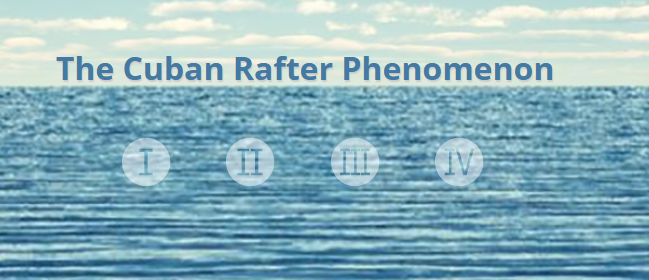 The Cuban Rafter Phenomenon
I II III IV